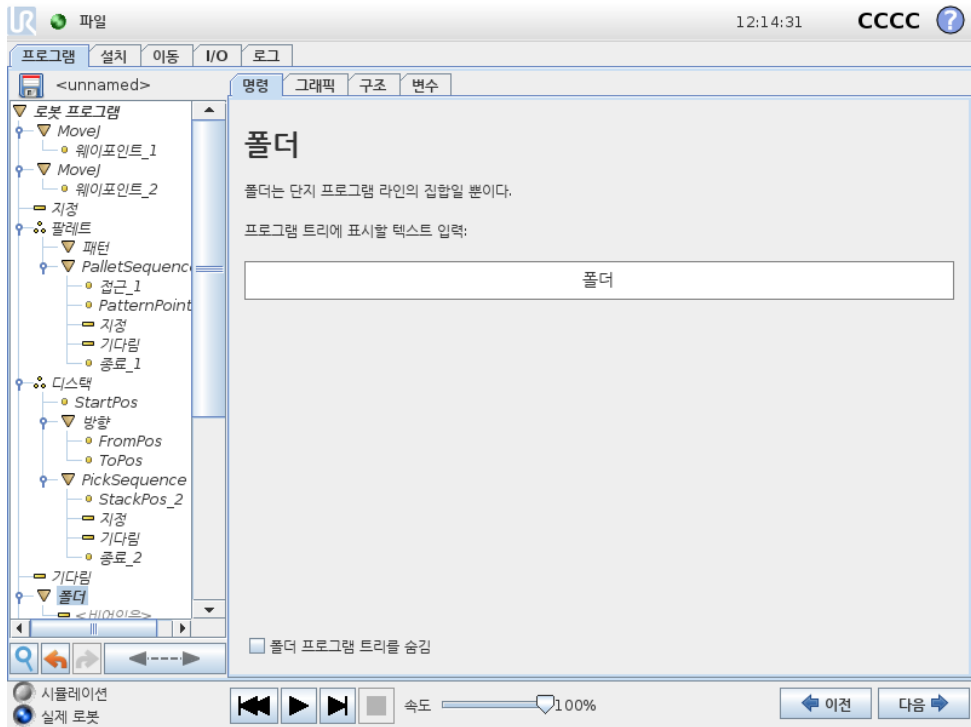 UR 파일 12:14:31 CCCC ?
프로그램 설치 이동 I/O 로그
<unnamed>
명령 그래픽 구조 변수
로봇 프로그램
MoveJ
웨이포인트_1
MoveJ
웨이포인트_2
지정
팔레트
패턴
PalletSequenc
접근_1
PatternPoint
지정
기다림
종료_1
디스택
StartPos
방향
FromPos
ToPos
PickSequence
StackPos_2
지정
기다림
종료_2
기다림
폴더
<비어있음>
폴더
폴더는 단지 프로그램 라인의 집합일 뿐이다.
프로그램 트리에 표시할 텍스트 입력:
폴더
폴더 프로그램 트리를 숨김
시뮬레이션
실제 로봇
속도 100%
이전 다음